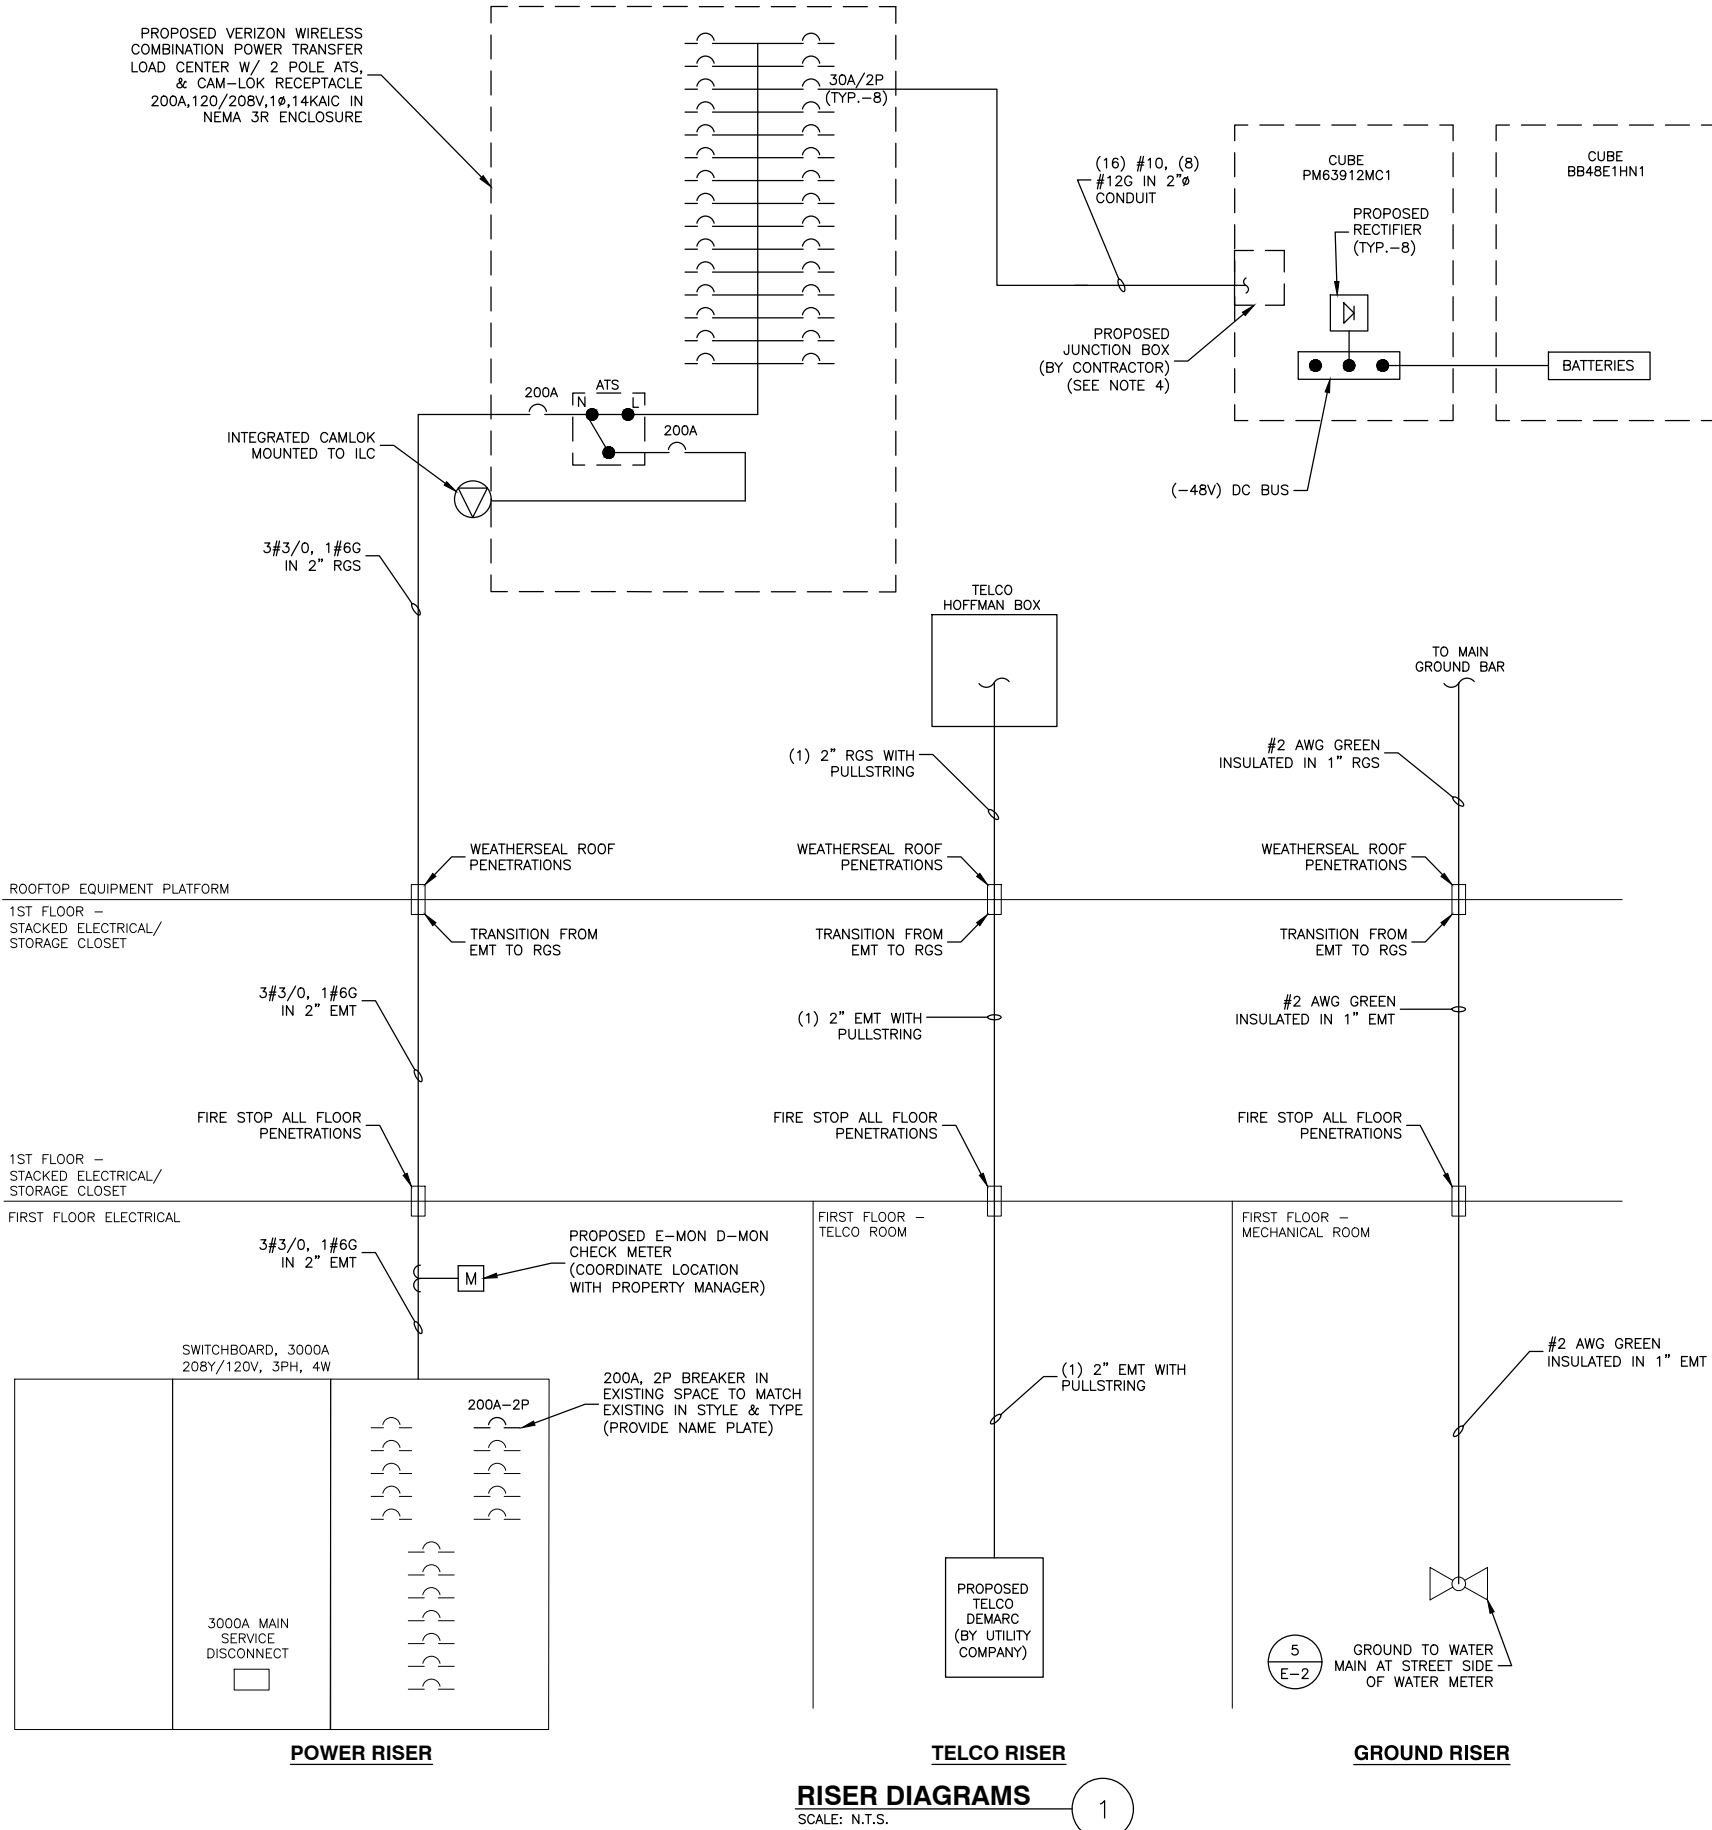 PROPOSED VERIZON WIRELESS
COMBINATION POWER TRANSFER
LOAD CENTER W/ 2 POLE ATS,
& CAM-LOK RECEPTACLE
200A,120/208V,1ø,14KAIC IN
NEMA 3R ENCLOSURE
30A/2P
(TYP.-8)
(16) #10, (8)
#12G IN 2"ø
CONDUIT
CUBE
PM63912MC1
CUBE
BB48E1HN1
PROPOSED
RECTIFIER
(TYP.-8)
PROPOSED
JUNCTION BOX
(BY CONTRACTOR)
(SEE NOTE 4)
BATTERIES
(-48V) DC BUS
200A
ATS
N
L
200A
INTEGRATED CAMLOK
MOUNTED TO ILC
3#3/0, 1#6G
IN 2" RGS
TELCO
HOFFMAN BOX
TO MAIN
GROUND BAR
(1) 2" RGS WITH
PULLSTRING
#2 AWG GREEN
INSULATED IN 1" RGS
WEATHERSEAL ROOF
PENETRATIONS
WEATHERSEAL ROOF
PENETRATIONS
WEATHERSEAL ROOF
PENETRATIONS
ROOFTOP EQUIPMENT PLATFORM
1ST FLOOR -
STACKED ELECTRICAL/
STORAGE CLOSET
TRANSITION FROM
EMT TO RGS
TRANSITION FROM
EMT TO RGS
TRANSITION FROM
EMT TO RGS
3#3/0, 1#6G
IN 2" EMT
(1) 2" EMT WITH
PULLSTRING
#2 AWG GREEN
INSULATED IN 1" EMT
FIRE STOP ALL FLOOR
PENETRATIONS
FIRE STOP ALL FLOOR
PENETRATIONS
FIRE STOP ALL FLOOR
PENETRATIONS
1ST FLOOR -
STACKED ELECTRICAL/
STORAGE CLOSET
FIRST FLOOR ELECTRICAL
FIRST FLOOR -
TELCO ROOM
FIRST FLOOR -
MECHANICAL ROOM
3#3/0, 1#6G
IN 2" EMT
M
PROPOSED E-MON D-MON
CHECK METER
(COORDINATE LOCATION
WITH PROPERTY MANAGER)
SWITCHBOARD, 3000A
208Y/120V, 3PH, 4W
200A-2P
200A, 2P BREAKER IN
EXISTING SPACE TO MATCH
EXISTING IN STYLE & TYPE
(PROVIDE NAME PLATE)
(1) 2" EMT WITH
PULLSTRING
#2 AWG GREEN
INSULATED IN 1" EMT
3000A MAIN
SERVICE
DISCONNECT
PROPOSED
TELCO
DEMARC
(BY UTILITY
COMPANY)
5
E-2
GROUND TO WATER
MAIN AT STREET SIDE
OF WATER METER
POWER RISER
TELCO RISER
GROUND RISER
RISER DIAGRAMS
1
SCALE: N.T.S.